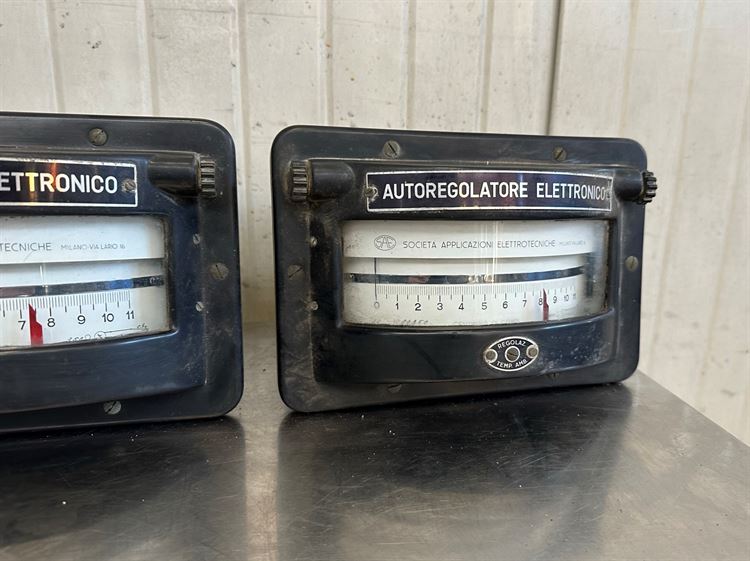 ETTRONICO
TECNICHE MILANO-VIA LARIO 16
7 8 9 10 11
AUTOREGOLATORE ELETTRONICO
SAE SOCIETÀ APPLICAZIONI ELETTROTECNICHE
0 1 2 3 4 5 6 7 8 9 10 11
REGOLAZ
TEMP. AMB.